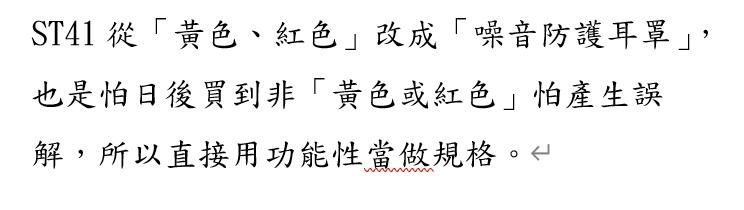 ST41 從「黃色、紅色」改成「噪音防護耳罩」，
也是怕日後買到非「黃色或紅色」怕產生誤
解，所以直接用功能性當做規格。↵